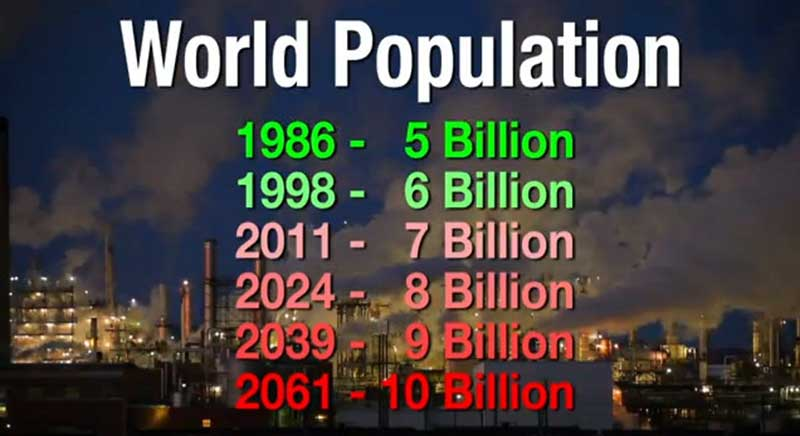 World Population
1986 - 5 Billion
1998 - 6 Billion
2011 - 7 Billion
2024 - 8 Billion
2039 - 9 Billion
2061 - 10 Billion